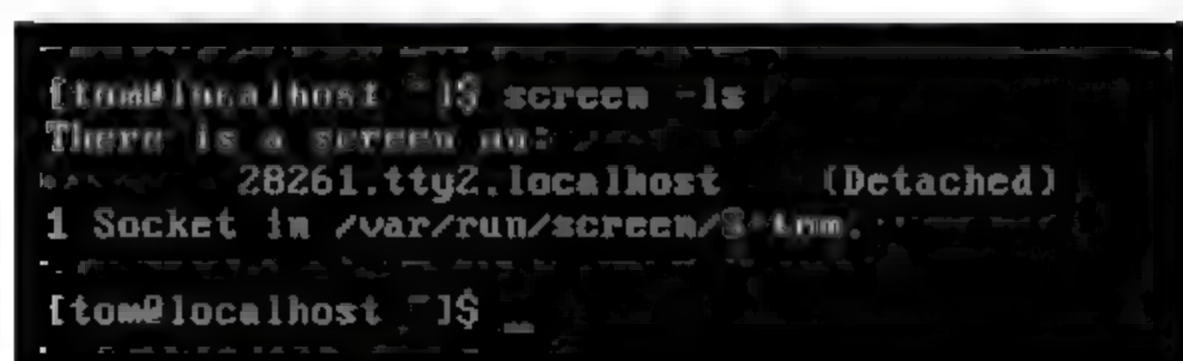 [tom@localhost ~]$ screen -ls
There is a screen on:
28261.tty2.localhost (Detached)
1 Socket in /var/run/screen/S-tom.
[tom@localhost ~]$ _